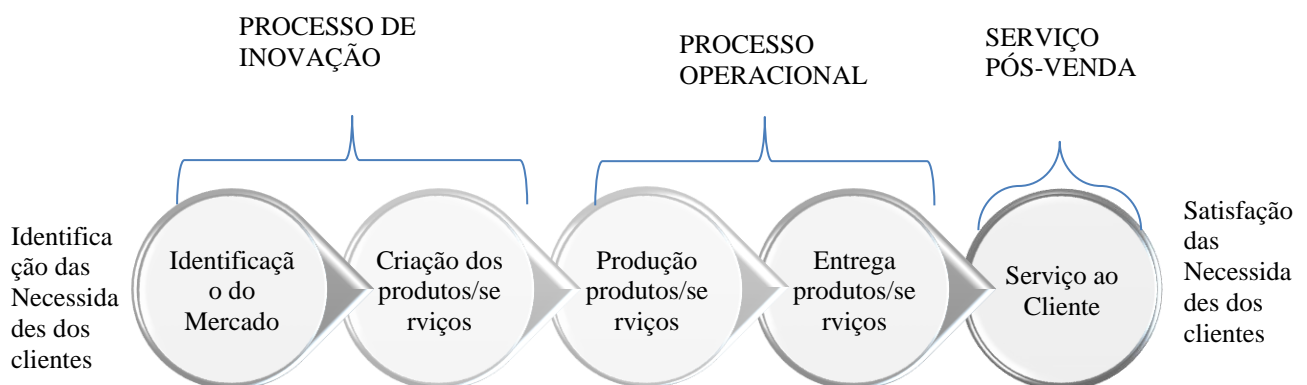 PROCESSO DE
INOVAÇÃO
PROCESSO
OPERACIONAL
SERVIÇO
PÓS-VENDA
Identifica
ção das
Necessida
des dos
clientes
Identificaçã
o do
Mercado
Criação dos
produtos/se
rviços
Produção
produtos/se
rviços
Entrega
produtos/se
rviços
Serviço ao
Cliente
Satisfação
das
Necessida
des dos
clientes